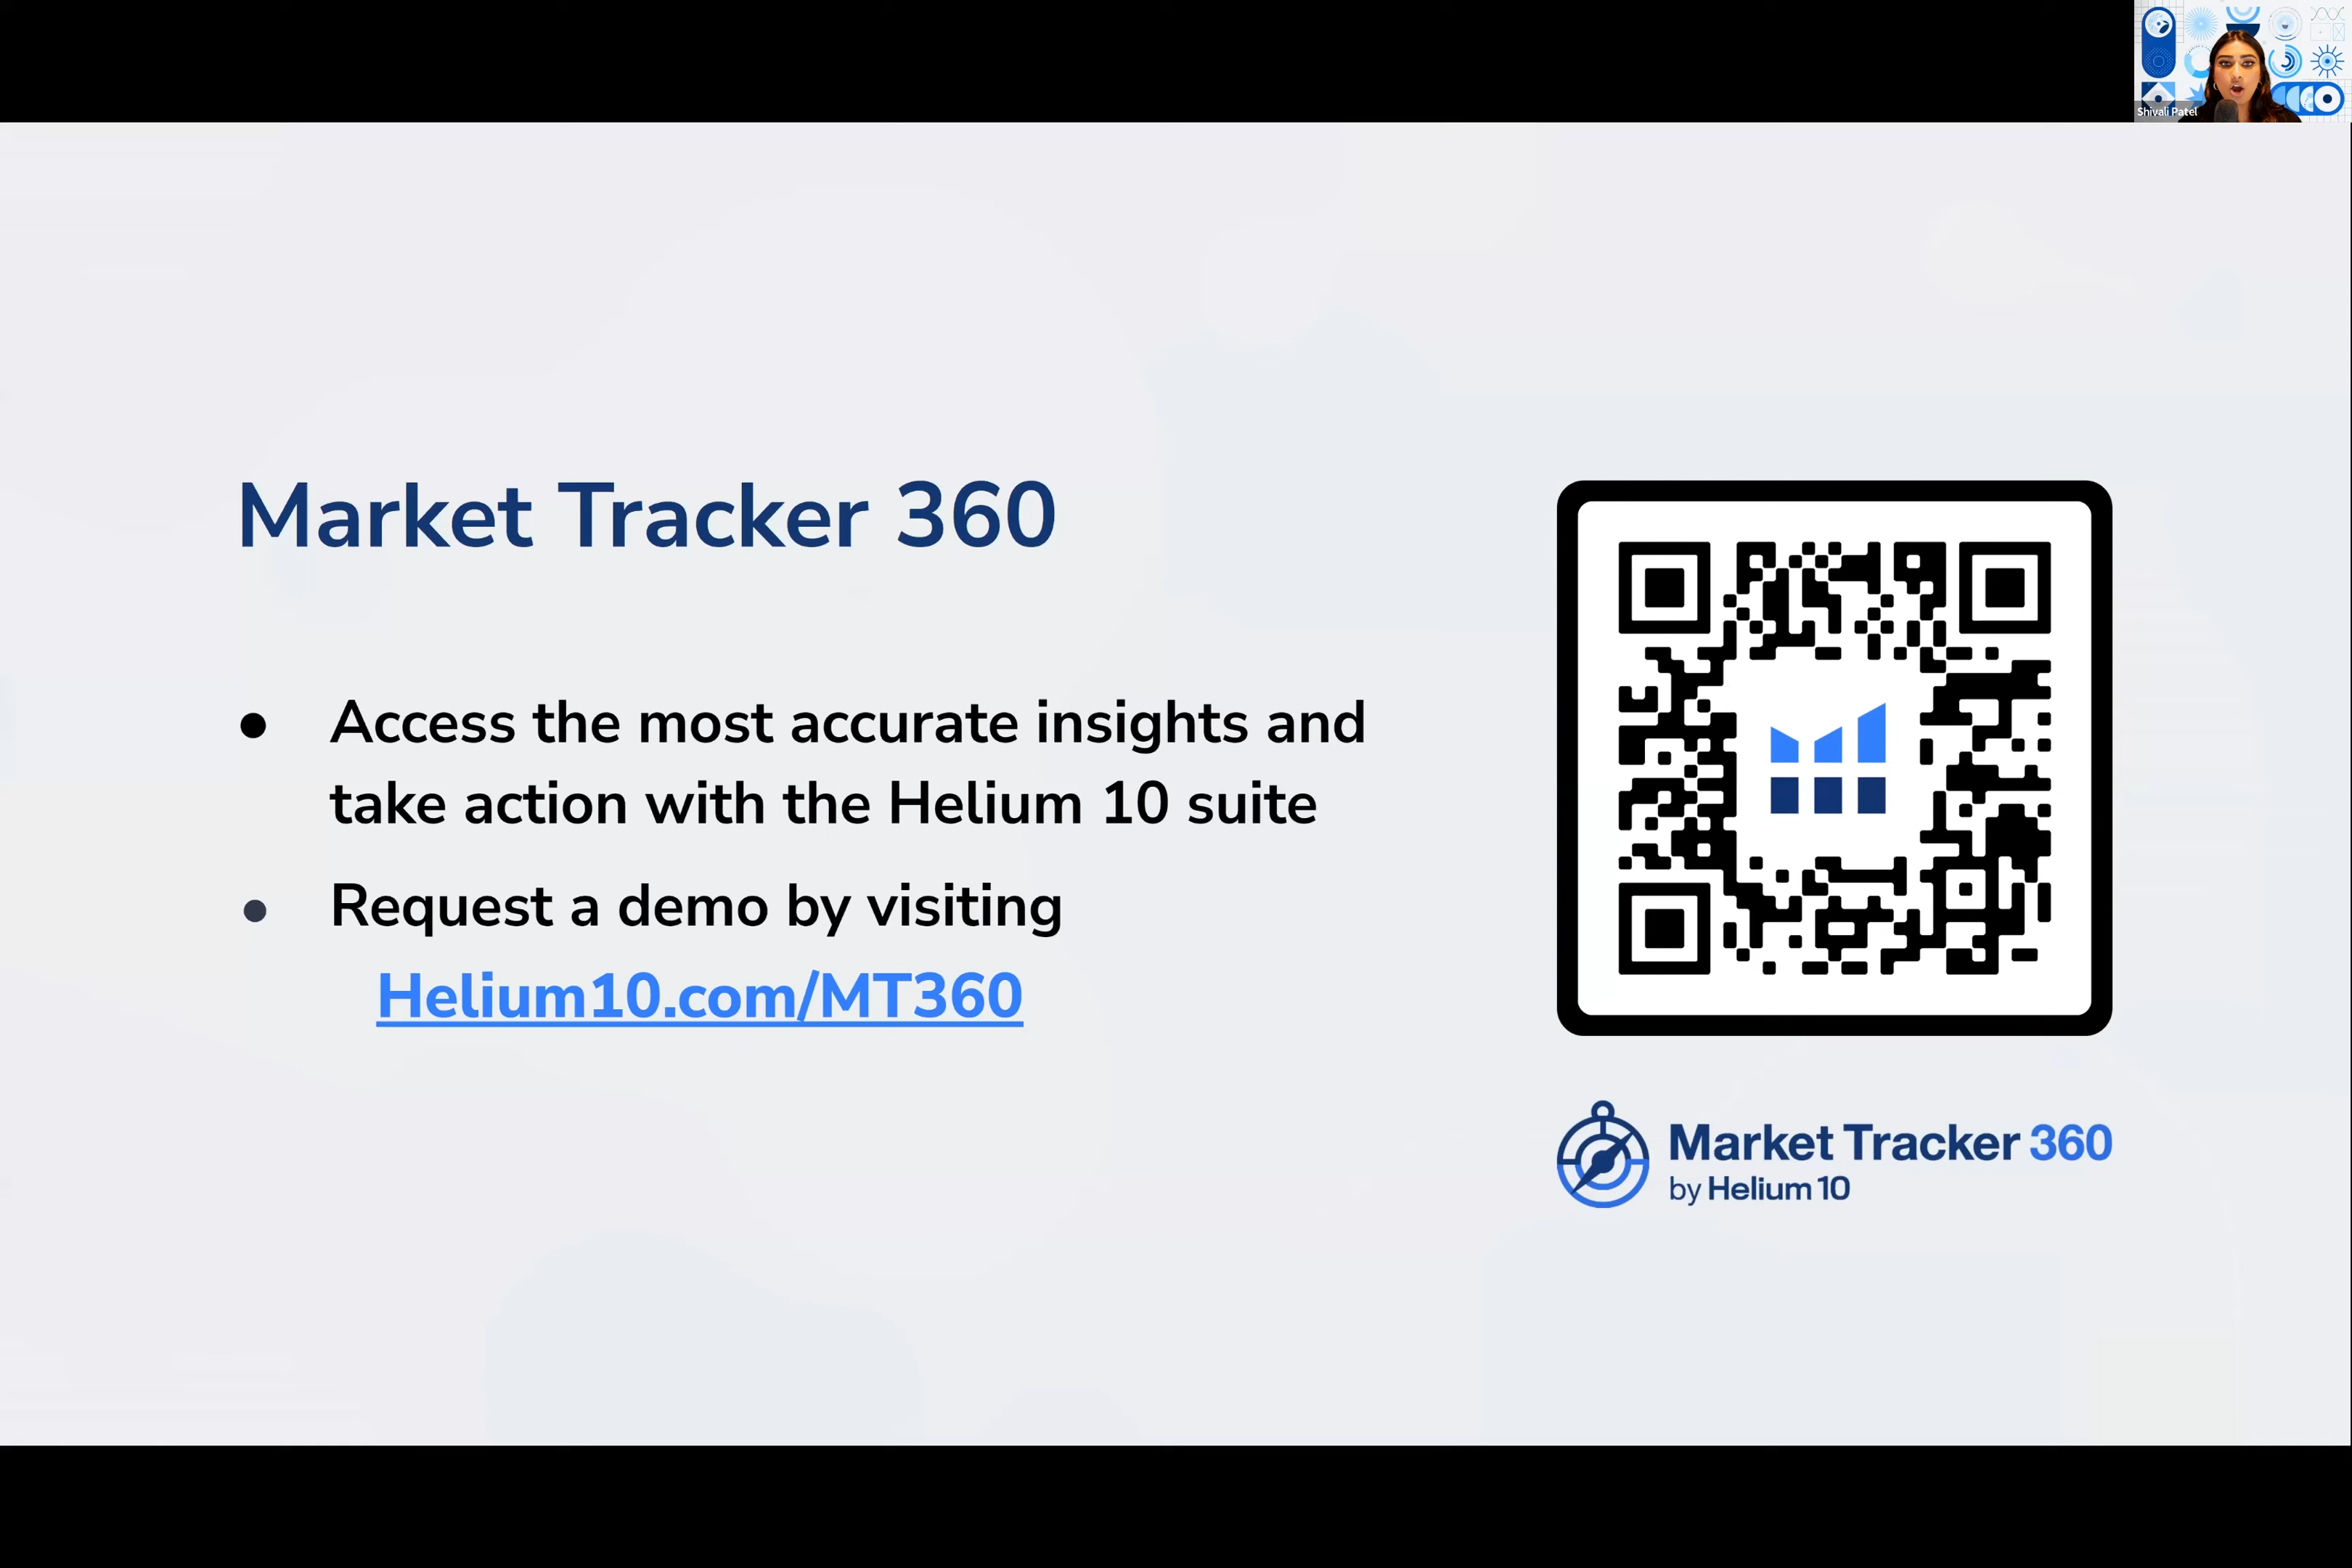 Shivali Patel
Market Tracker 360
● Access the most accurate insights and
take action with the Helium 10 suite
● Request a demo by visiting
Helium10.com/MT360
Market Tracker 360
by Helium 10